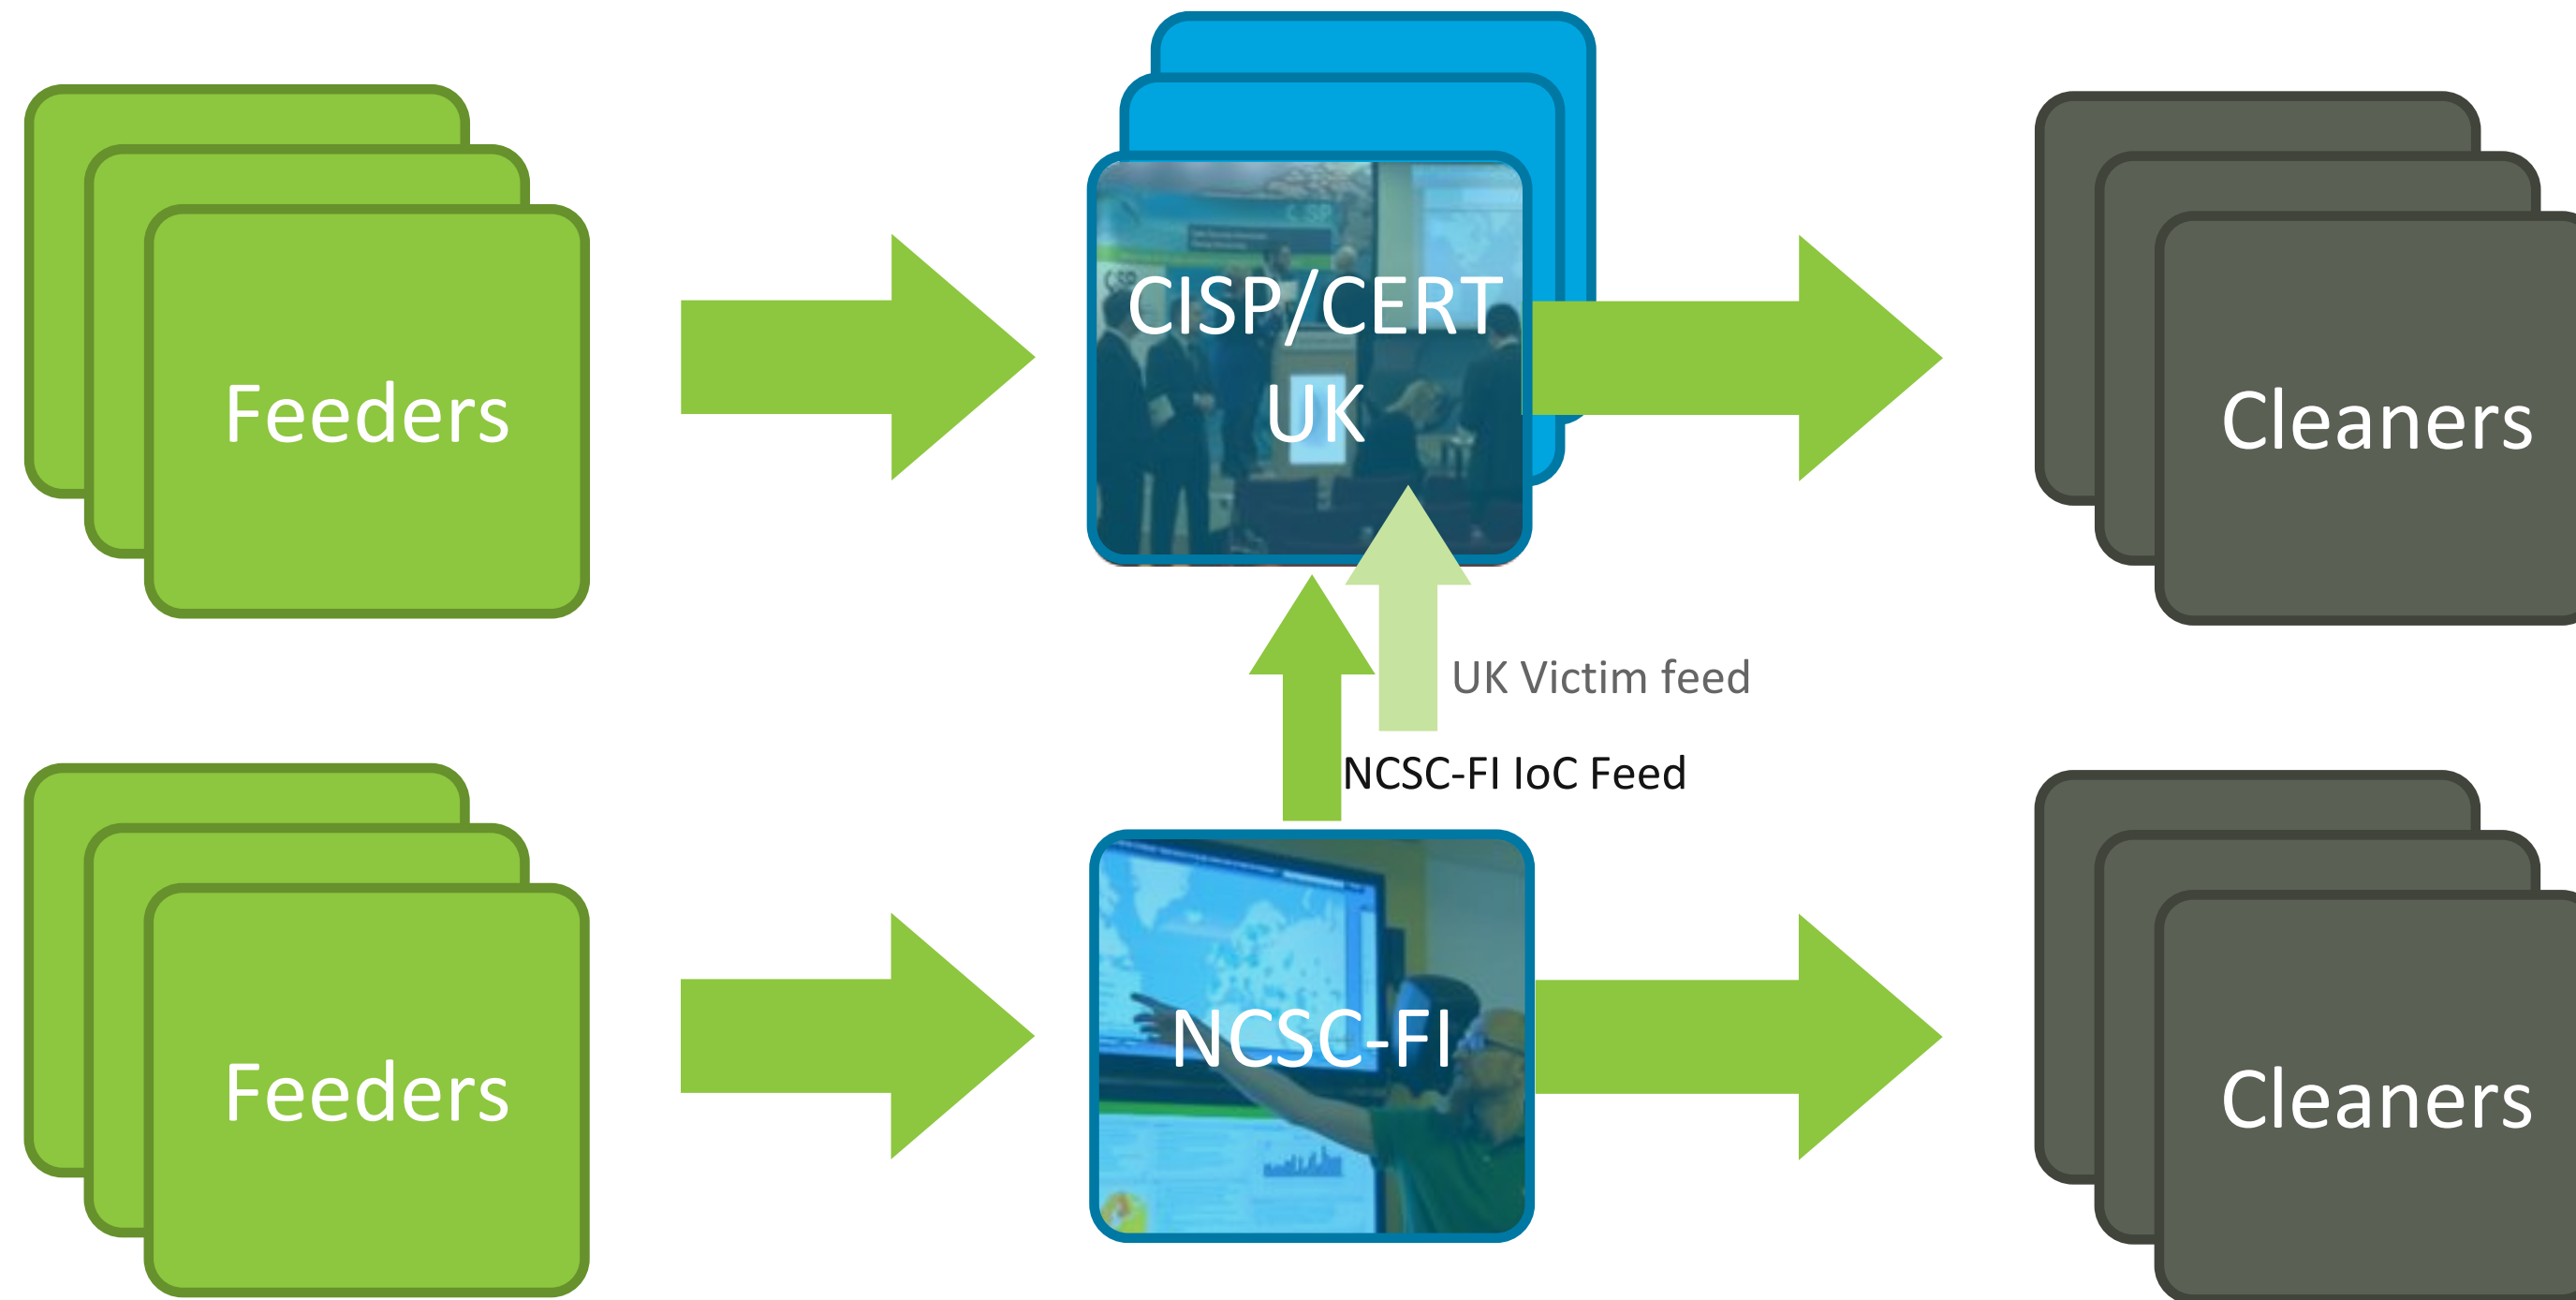 Feeders
CISP/CERT
UK
Cleaners
UK Victim feed
NCSC-FI IoC Feed
Feeders
NCSC-FI
Cleaners